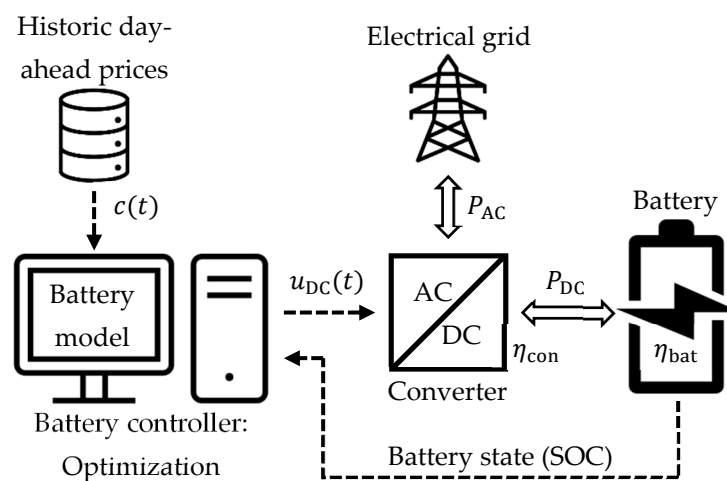 Historic day-
ahead prices
Electrical grid
c(t)
P_AC
Battery
Battery
model
u_DC(t)
AC
DC
P_DC
η_con
η_bat
Converter
Battery controller:
Optimization
Battery state (SOC)